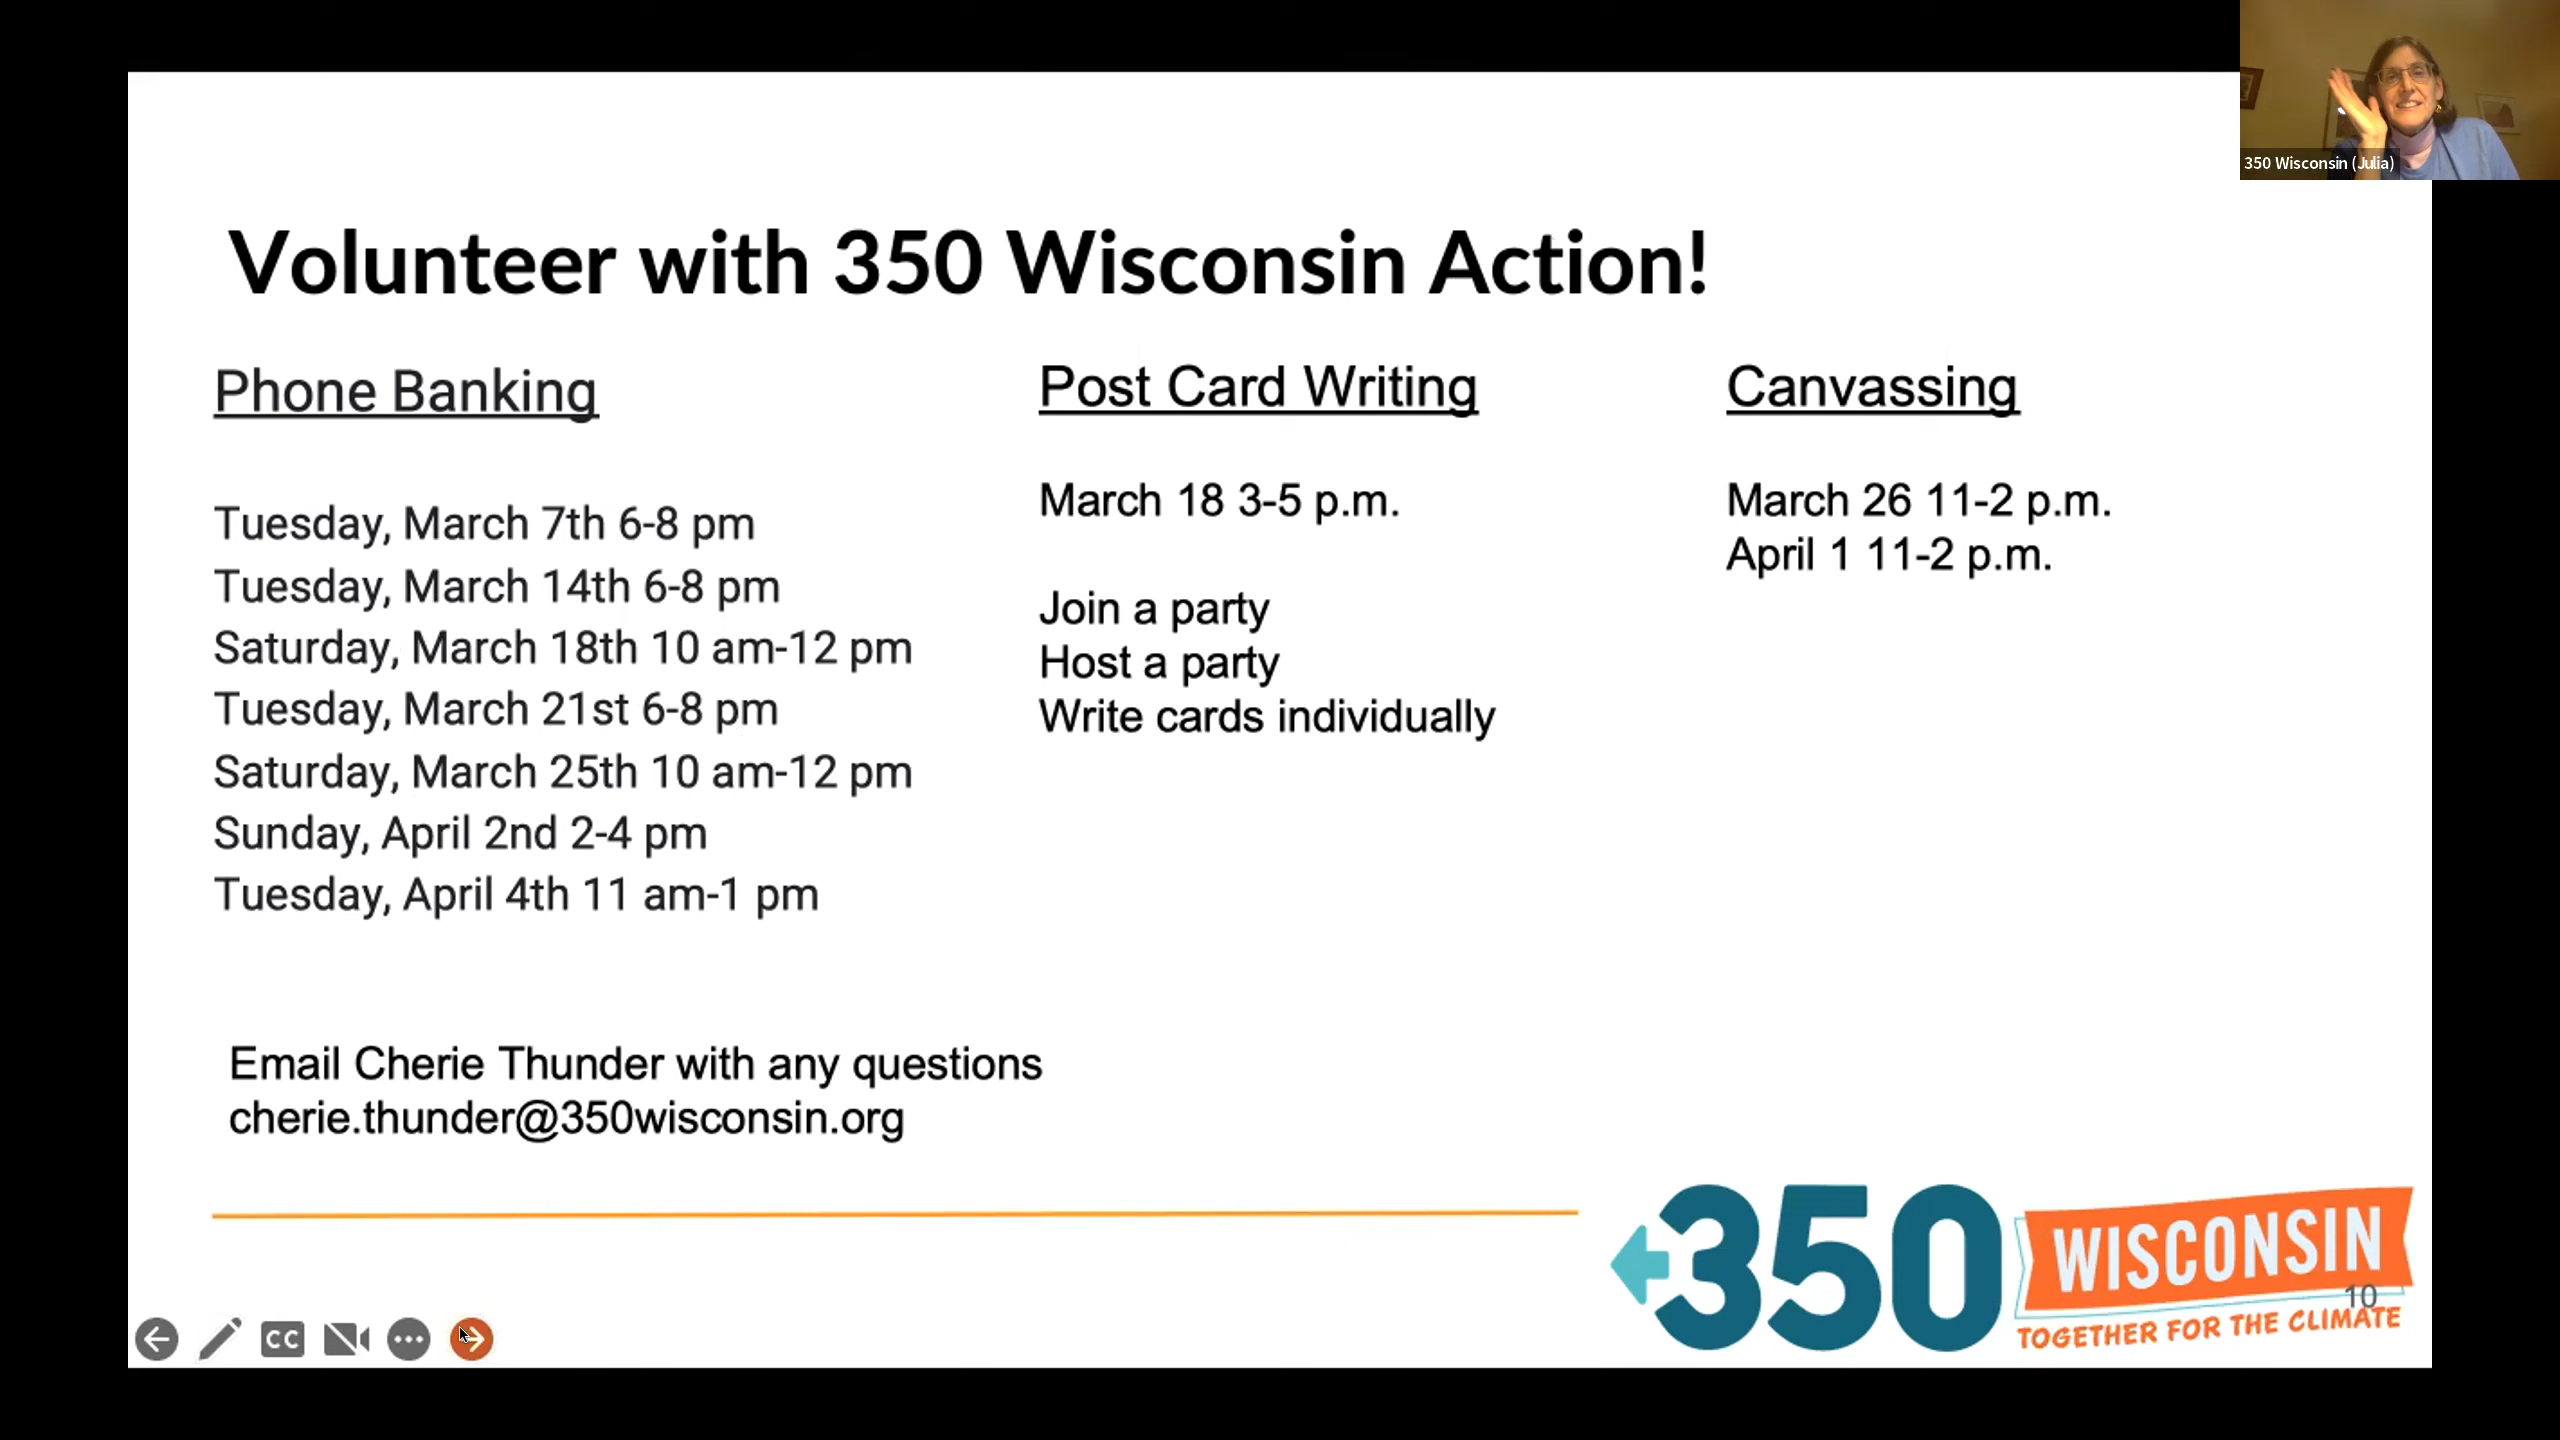 350 Wisconsin (Julia)
Volunteer with 350 Wisconsin Action!
Phone Banking
Tuesday, March 7th 6-8 pm
Tuesday, March 14th 6-8 pm
Saturday, March 18th 10 am-12 pm
Tuesday, March 21st 6-8 pm
Saturday, March 25th 10 am-12 pm
Sunday, April 2nd 2-4 pm
Tuesday, April 4th 11 am-1 pm
Post Card Writing
March 18 3-5 p.m.
Join a party
Host a party
Write cards individually
Canvassing
March 26 11-2 p.m.
April 1 11-2 p.m.
Email Cherie Thunder with any questions
cherie.thunder@350wisconsin.org
350 WISCONSIN
10
TOGETHER FOR THE CLIMATE
CC